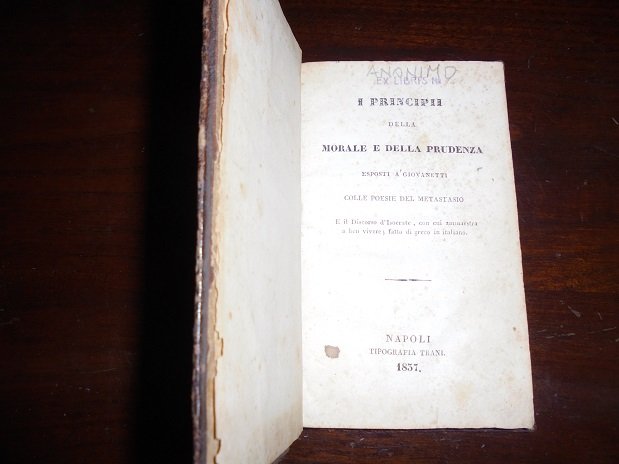 ANONIMO
EX LIBRIS N.
I PRINCIPII
DELLA
MORALE E DELLA PRUDENZA
ESPOSTI A'GIOVANETTI
COLLE POESIE DEL METASTASIO
E il Discorso d'Isocrate, con cui ammaestra
a ben vivere; fatto di greco in italiano.
NAPOLI
TIPOGRAFIA TRANI.
1837.